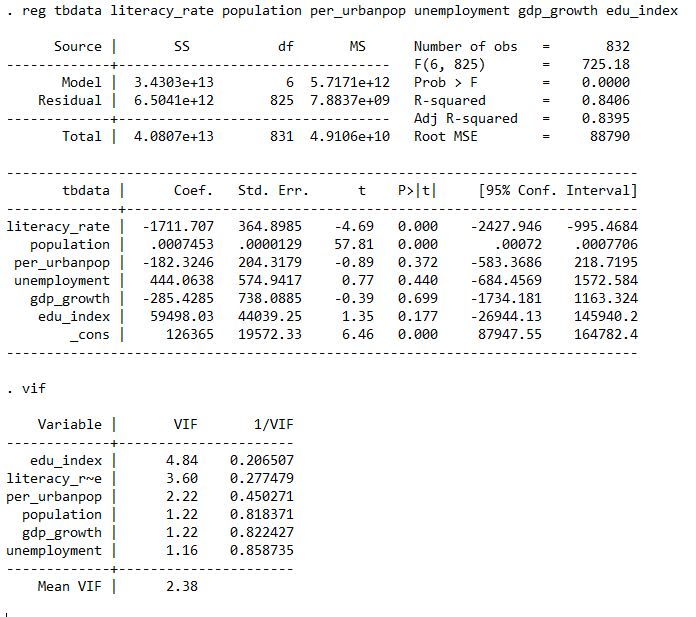 . reg tbdata literacy_rate population per_urbanpop unemployment gdp_growth edu_index
Source | SS df MS Number of obs = 832
-------------+---------------------------------- F(6, 825) = 725.18
Model | 3.4303e+13 6 5.7171e+12 Prob > F = 0.0000
Residual | 6.5041e+12 825 7.8837e+09 R-squared = 0.8406
-------------+---------------------------------- Adj R-squared = 0.8395
Total | 4.0807e+13 831 4.9106e+10 Root MSE = 88790
------------------------------------------------------------------------------
tbdata | Coef. Std. Err. t P>|t| [95% Conf. Interval]
-------------+----------------------------------------------------------------
literacy_rate | -1711.707 364.8985 -4.69 0.000 -2427.946 -995.4684
population | .0007453 .0000129 57.81 0.000 .00072 .0007706
per_urbanpop | -182.3246 204.3179 -0.89 0.372 -583.3686 218.7195
unemployment | 444.0638 574.9417 0.77 0.440 -684.4569 1572.584
gdp_growth | -285.4285 738.0885 -0.39 0.699 -1734.181 1163.324
edu_index | 59498.03 44039.25 1.35 0.177 -26944.13 145940.2
_cons | 126365 19572.33 6.46 0.000 87947.55 164782.4
------------------------------------------------------------------------------
. vif
Variable | VIF 1/VIF
-------------+----------------------
edu_index | 4.84 0.206507
literacy_r~e | 3.60 0.277479
per_urbanpop | 2.22 0.450271
population | 1.22 0.818371
gdp_growth | 1.22 0.822427
unemployment | 1.16 0.858735
-------------+----------------------
Mean VIF | 2.38